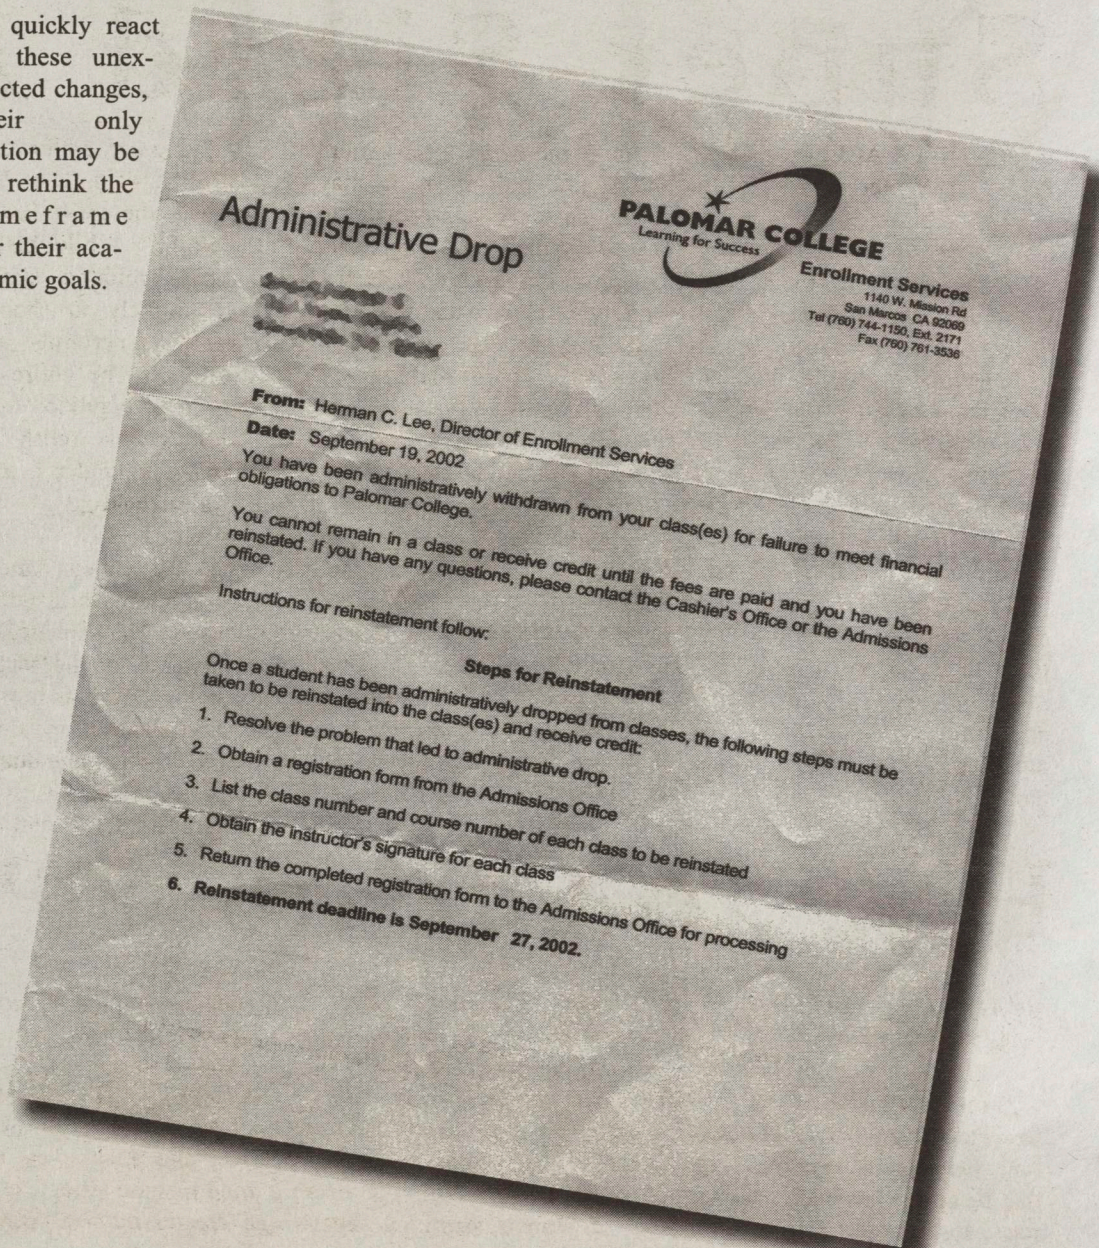 quickly react
these unex-
cted changes,
eir only
tion may be
rethink the
meframe
r their aca-
mic goals.
Administrative Drop
PALOMAR COLLEGE
Learning for Success
Enrollment Services
1140 W. Mission Rd
San Marcos CA 92069
Tel (760) 744-1150, Ext. 2171
Fax (760) 761-3536
From: Herman C. Lee, Director of Enrollment Services
Date: September 19, 2002
You have been administratively withdrawn from your class(es) for failure to meet financial
obligations to Palomar College.
You cannot remain in a class or receive credit until the fees are paid and you have been
reinstated. If you have any questions, please contact the Cashier's Office or the Admissions
Office.
Instructions for reinstatement follow:
Steps for Reinstatement
Once a student has been administratively dropped from classes, the following steps must be
taken to be reinstated into the class(es) and receive credit:
1. Resolve the problem that led to administrative drop.
2. Obtain a registration form from the Admissions Office
3. List the class number and course number of each class to be reinstated
4. Obtain the instructor's signature for each class
5. Return the completed registration form to the Admissions Office for processing
6. Reinstatement deadline is September 27, 2002.